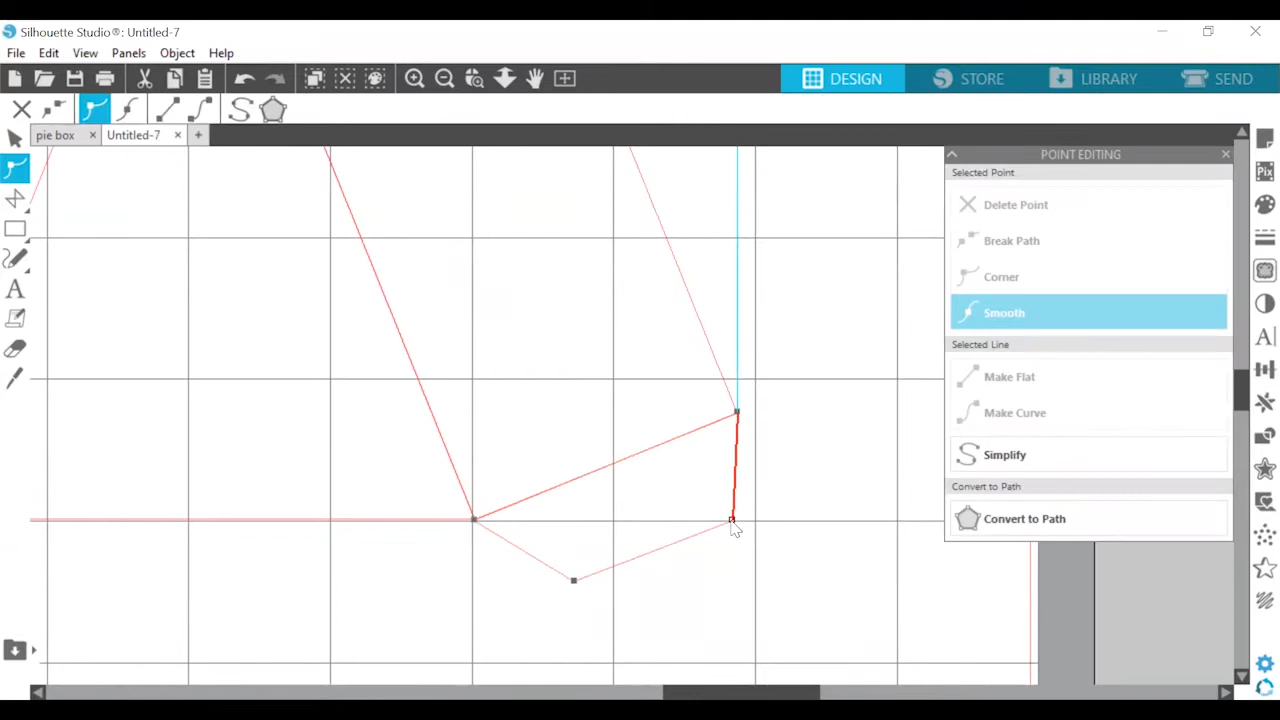 Silhouette Studio®: Untitled-7
File Edit View Panels Object Help
DESIGN STORE LIBRARY SEND
pie box Untitled-7
POINT EDITING
Selected Point
Delete Point
Break Path
Corner
Smooth
Selected Line
Make Flat
Make Curve
Simplify
Convert to Path
Convert to Path